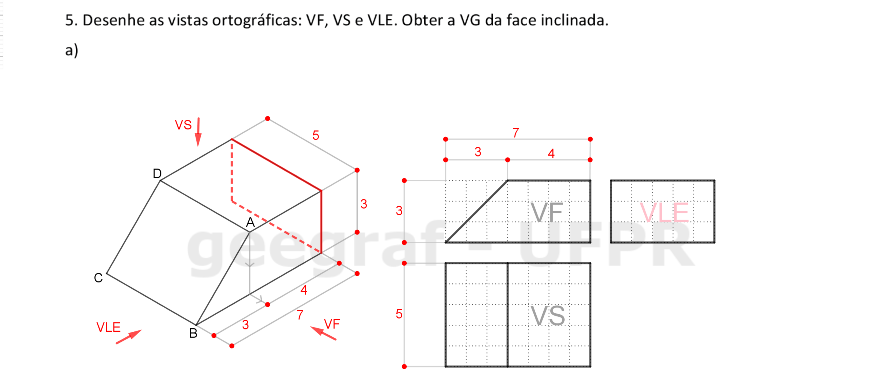 5. Desenhe as vistas ortográficas: VF, VS e VLE. Obter a VG da face inclinada.
a)
VS
5
D
3
A
C
4
3
7
B
VLE
VF
7
3
4
3
VF
VLE
5
VS
geegraf - UFPR